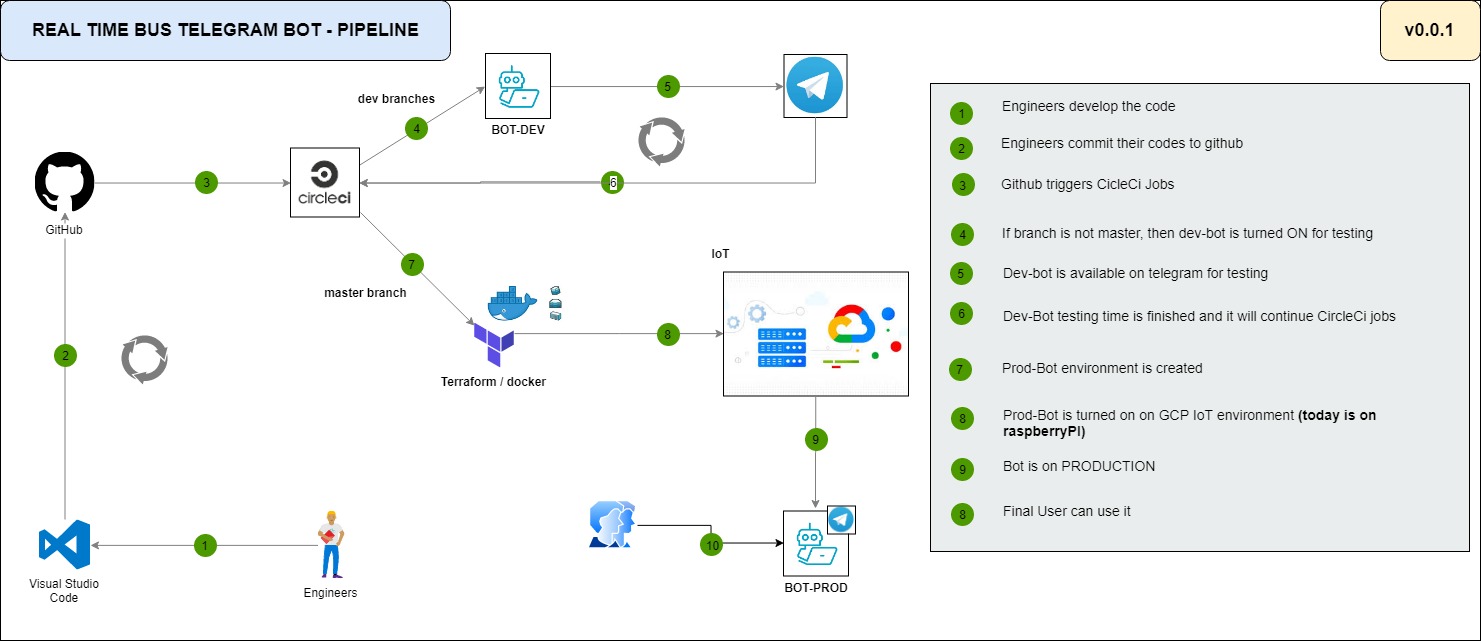 REAL TIME BUS TELEGRAM BOT - PIPELINE
v0.0.1
dev branches
4
BOT-DEV
5
6
GitHub
3
circleci
7
master branch
Terraform / docker
8
IoT
9
2
Visual Studio
Code
1
Engineers
10
BOT-PROD
1 Engineers develop the code
2 Engineers commit their codes to github
3 Github triggers CicleCi Jobs
4 If branch is not master, then dev-bot is turned ON for testing
5 Dev-bot is available on telegram for testing
6 Dev-Bot testing time is finished and it will continue CircleCi jobs
7 Prod-Bot environment is created
8 Prod-Bot is turned on on GCP IoT environment (today is on
raspberryPI)
9 Bot is on PRODUCTION
8 Final User can use it